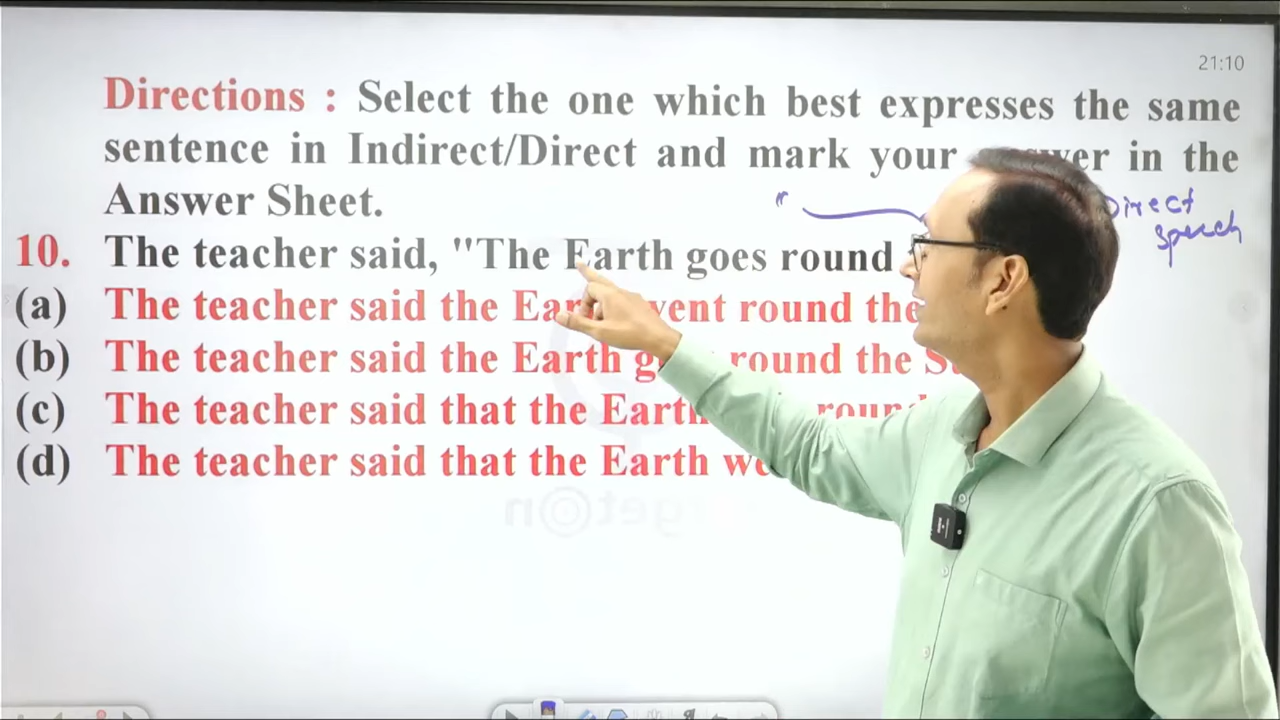 21:10
Directions : Select the one which best expresses the same
sentence in Indirect/Direct and mark your in the
Answer Sheet.
Direct
speech
10. The teacher said, "The Earth goes round
(a) The teacher said the went round the
(b) The teacher said the Earth round the
(c) The teacher said that the Earth
(d) The teacher said that the Earth